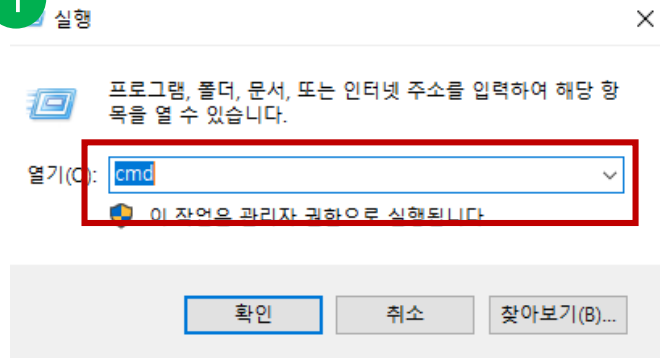 1
실행
프로그램, 폴더, 문서, 또는 인터넷 주소를 입력하여 해당 항
목을 열 수 있습니다.
열기(O): cmd
이 작업은 관리자 권한으로 실행됩니다.
확인 취소 찾아보기(B)...